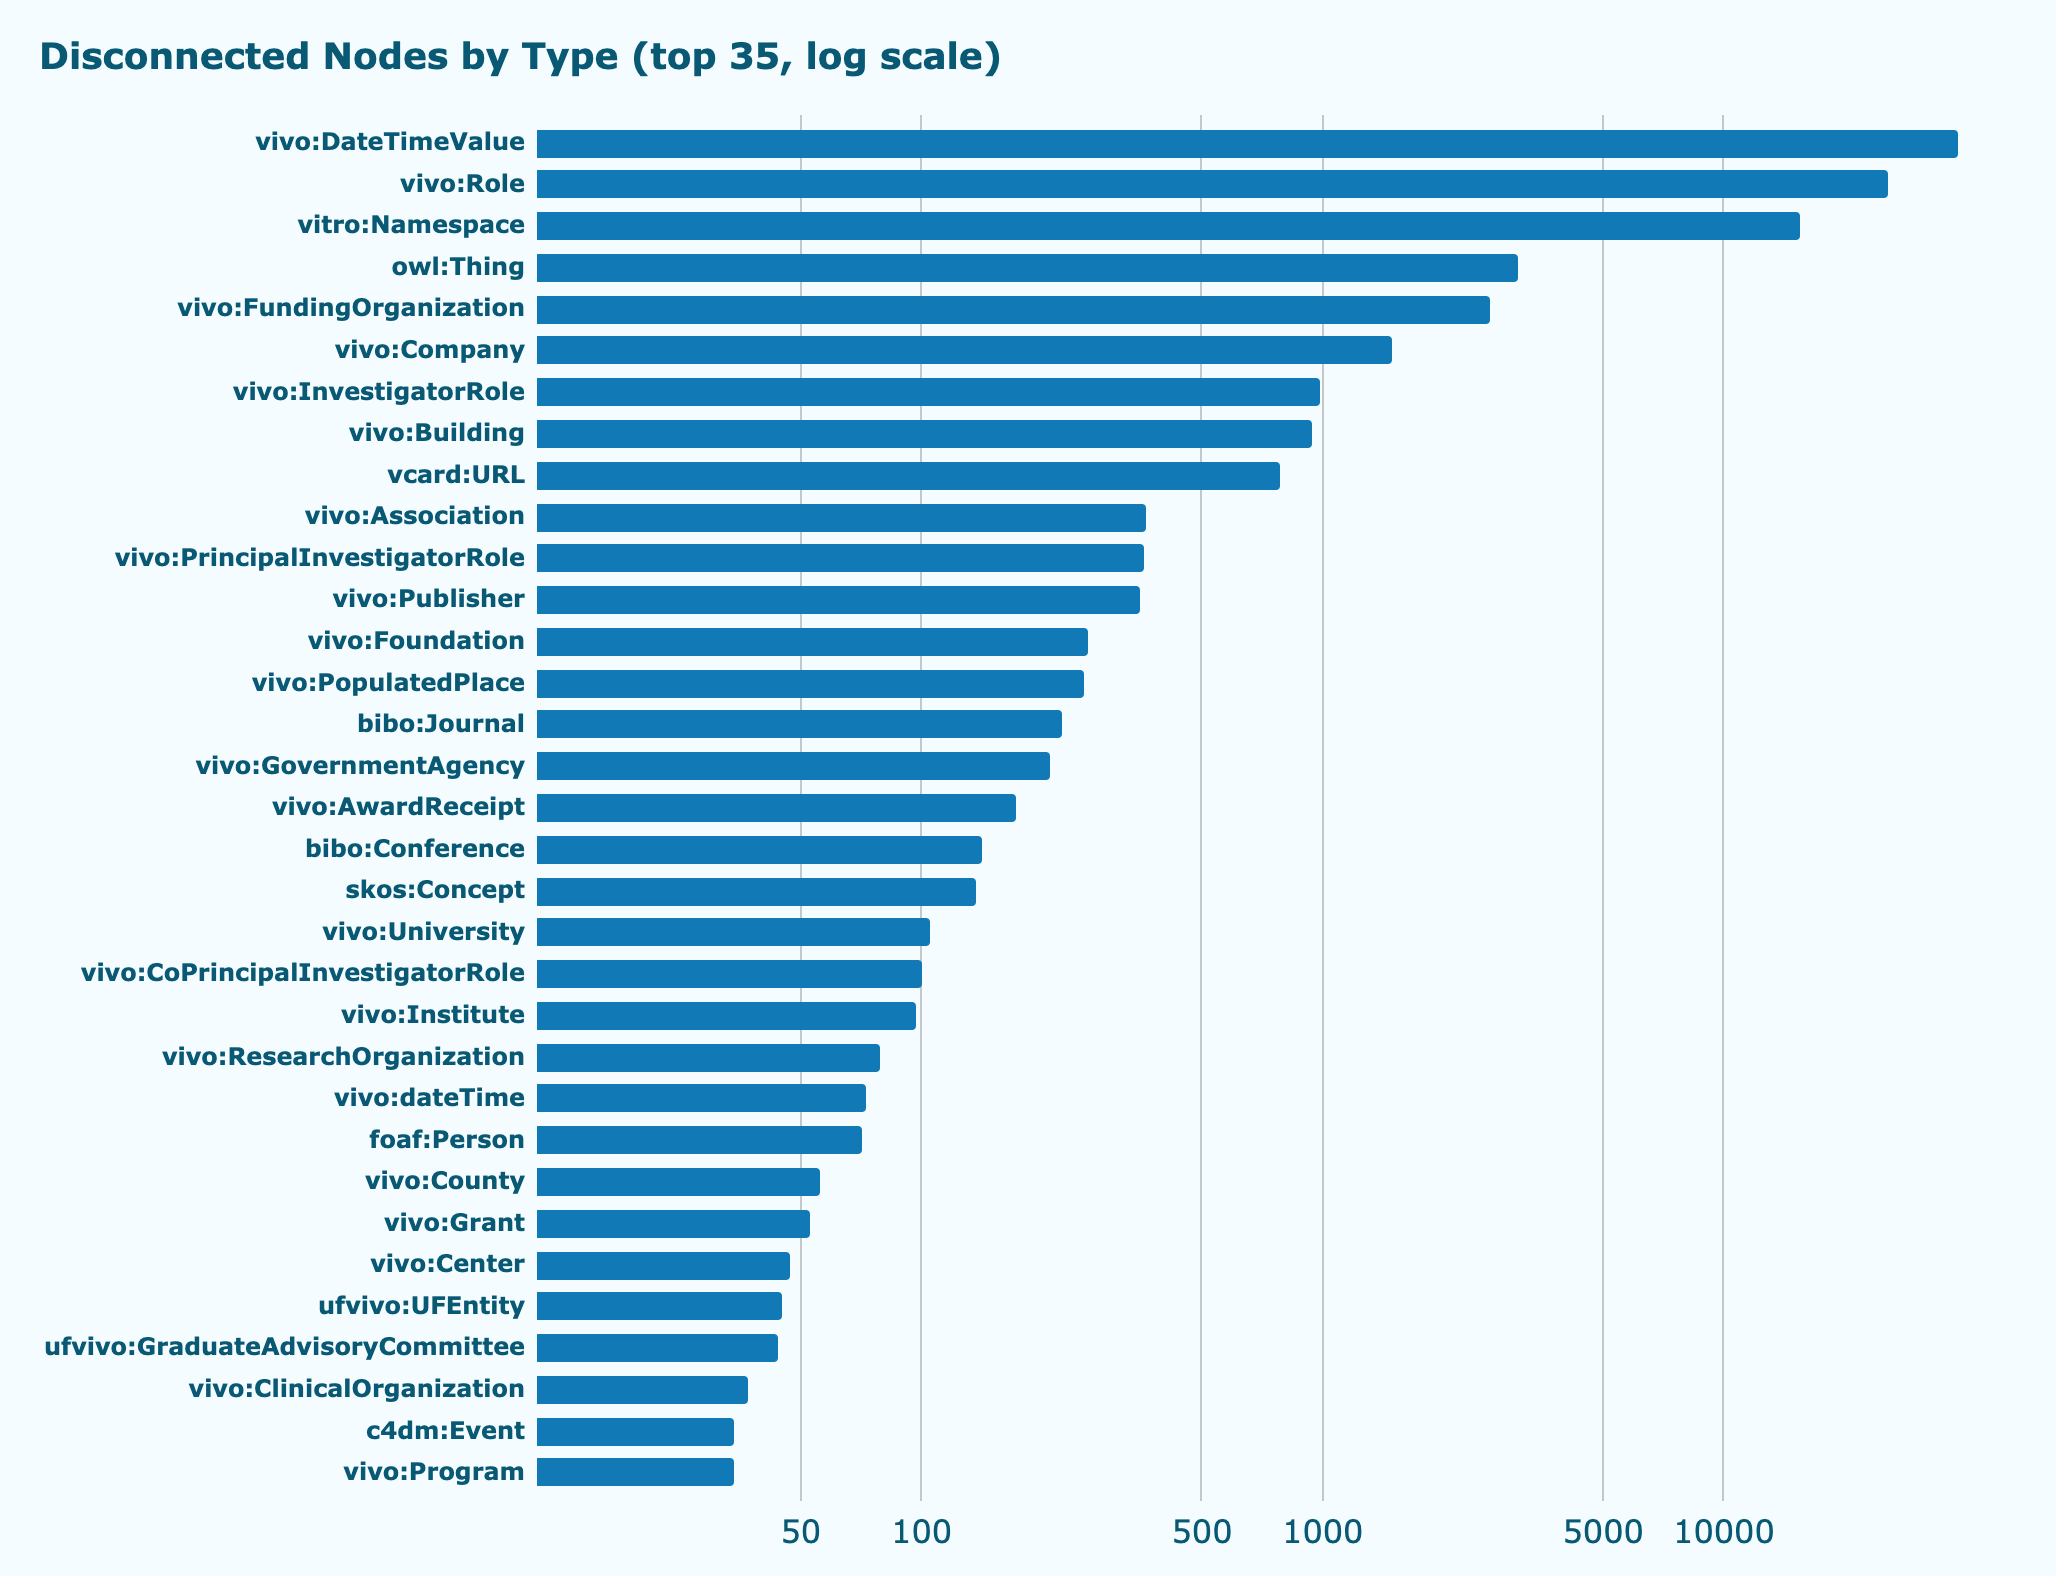 Disconnected Nodes by Type (top 35, log scale)
vivo:DateTimeValue
vivo:Role
vitro:Namespace
owl:Thing
vivo:FundingOrganization
vivo:Company
vivo:InvestigatorRole
vivo:Building
vcard:URL
vivo:Association
vivo:PrincipalInvestigatorRole
vivo:Publisher
vivo:Foundation
vivo:PopulatedPlace
bibo:Journal
vivo:GovernmentAgency
vivo:AwardReceipt
bibo:Conference
skos:Concept
vivo:University
vivo:CoPrincipalInvestigatorRole
vivo:Institute
vivo:ResearchOrganization
vivo:dateTime
foaf:Person
vivo:County
vivo:Grant
vivo:Center
ufvivo:UFEntity
ufvivo:GraduateAdvisoryCommittee
vivo:ClinicalOrganization
c4dm:Event
vivo:Program
50 100 500 1000 5000 10000